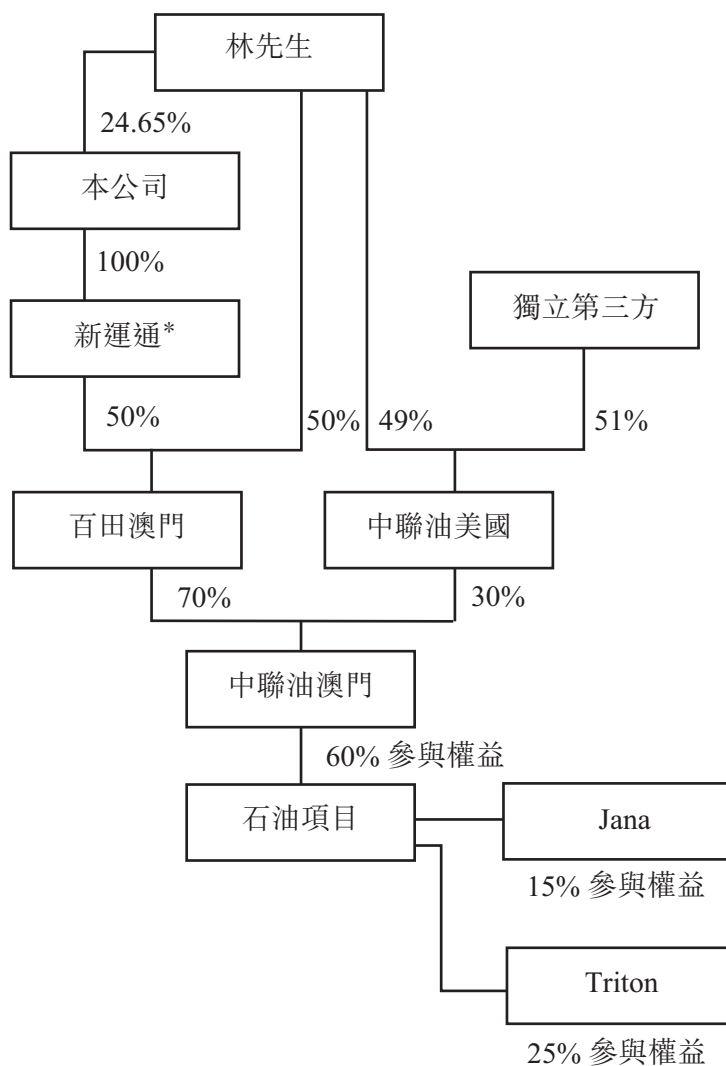 林先生
24.65%
本公司
100%
獨立第三方
新運通*
50%
50%
49%
51%
百田澳門
中聯油美國
70%
30%
中聯油澳門
60% 參與權益
石油項目
Jana
15% 參與權益
Triton
25% 參與權益